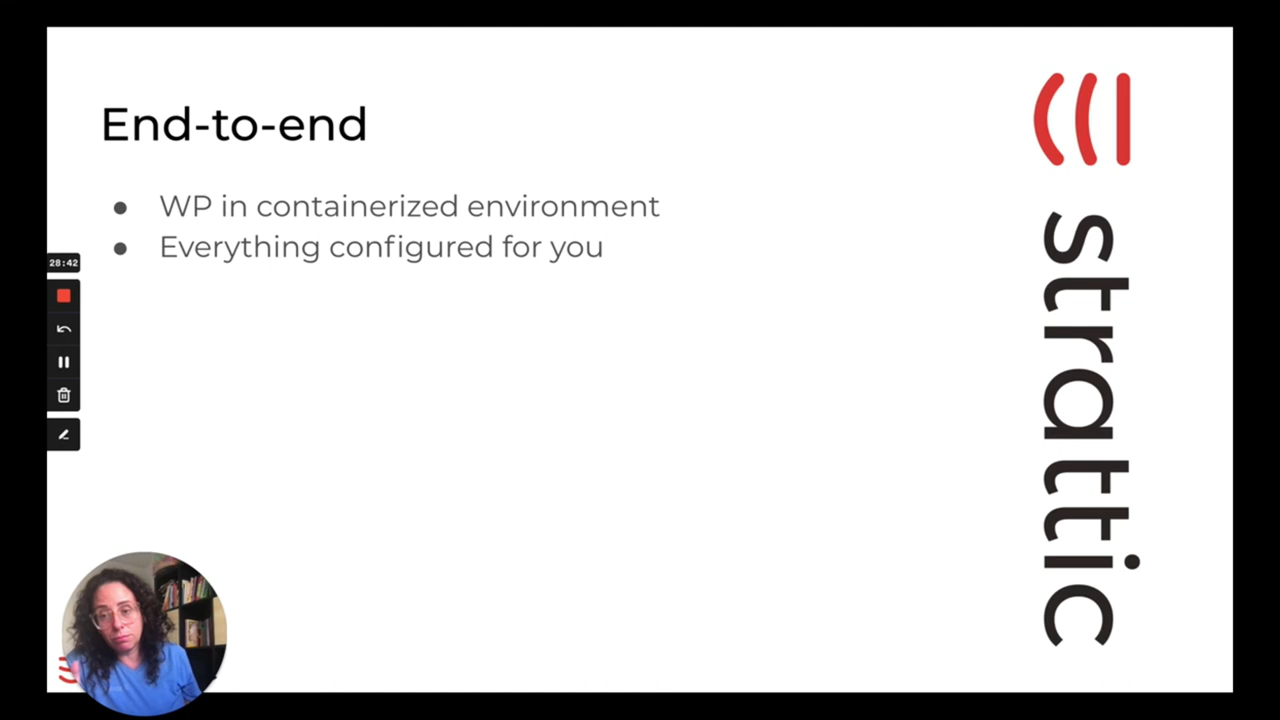 End-to-end
● WP in containerized environment
● Everything configured for you
28:42
strattic